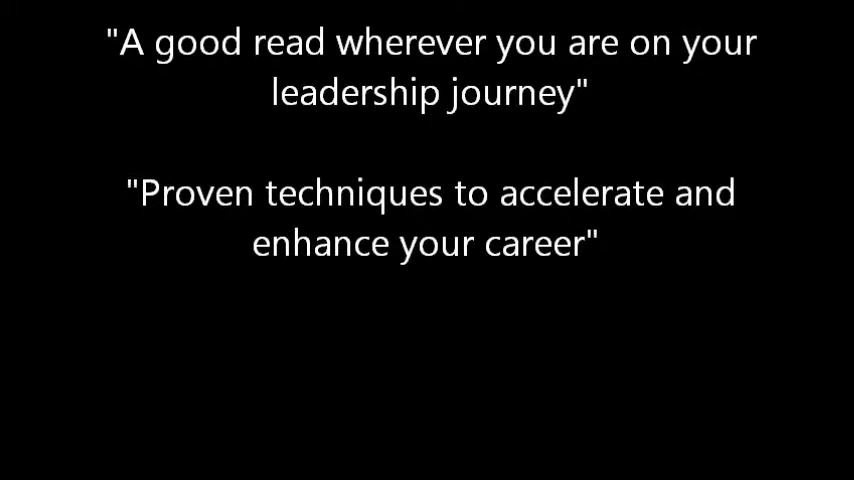 "A good read wherever you are on your
leadership journey"
"Proven techniques to accelerate and
enhance your career"